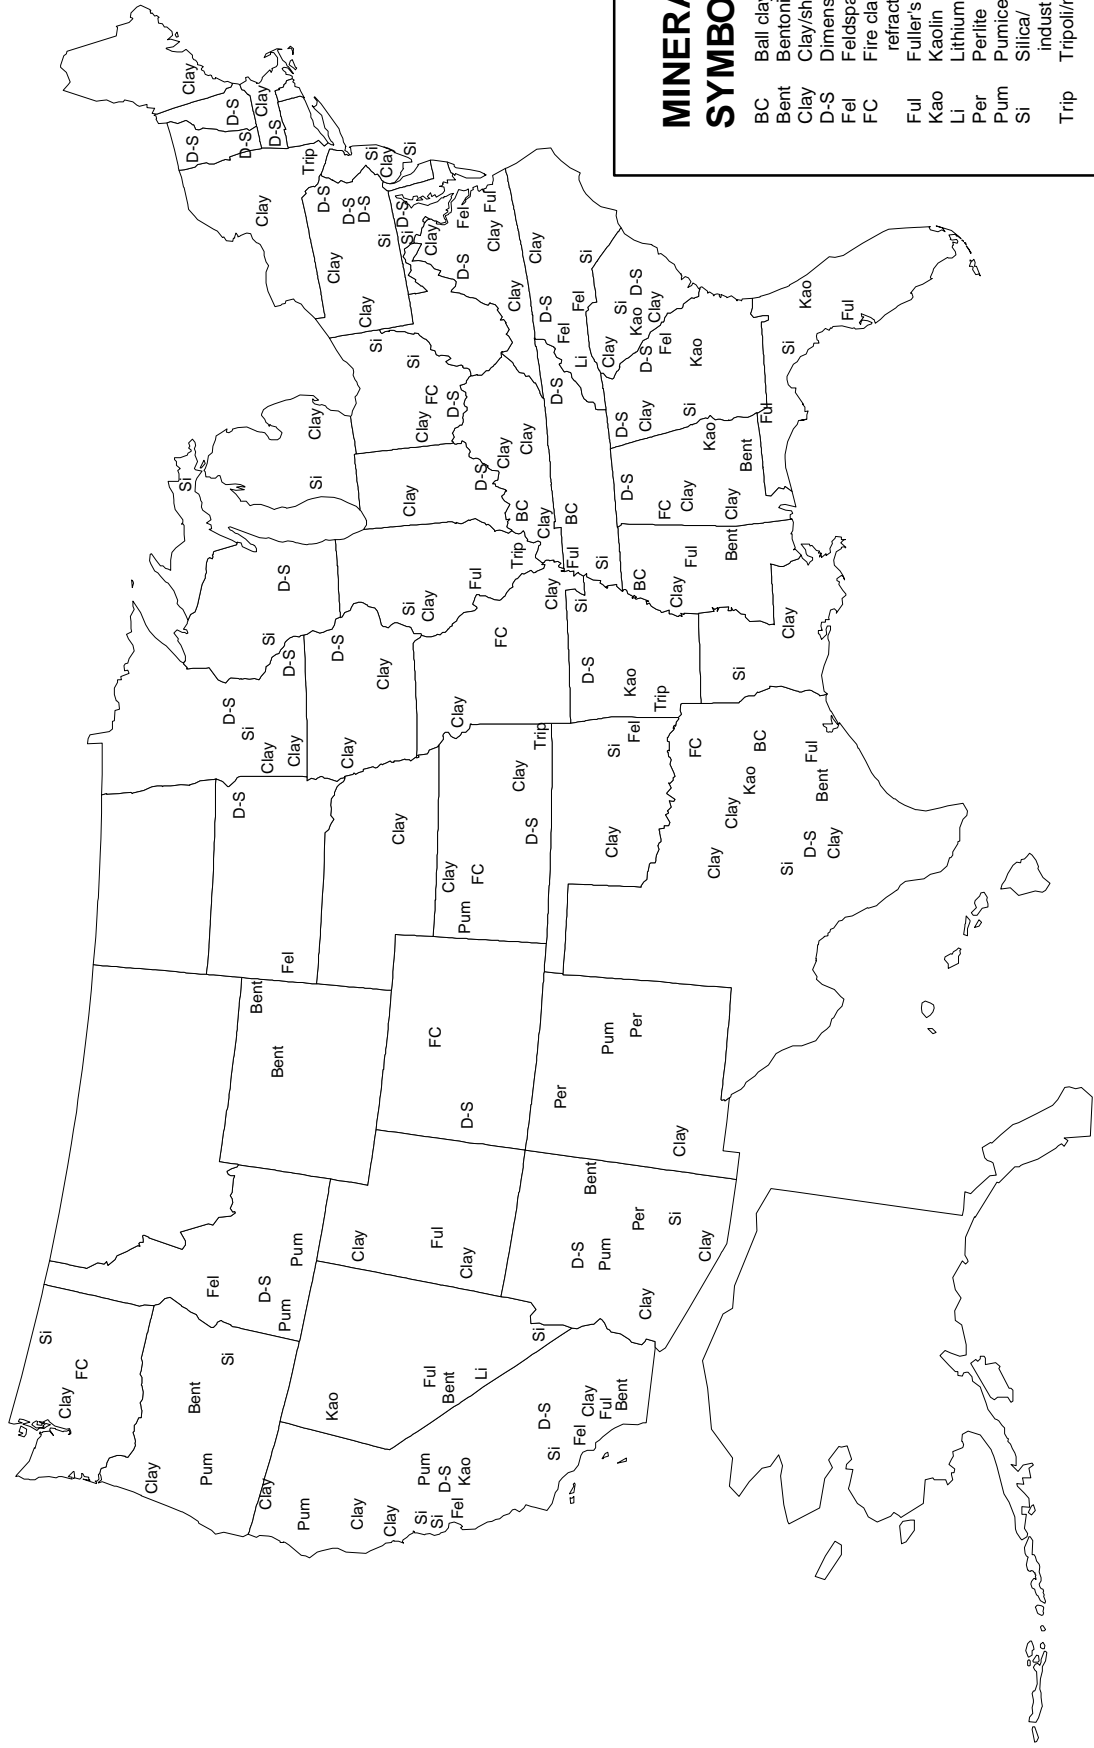 Si
Clay
FC
Clay
Bent
Si
Pum
Fel
D-S
Pum
Pum
Clay
Pum
Clay
Clay
Pum
Si
Si
D-S
Fel
Kao
D-S
Si
Fel
Clay
Ful
Bent
Kao
Ful
Bent
Li
Si
Clay
Ful
Clay
Bent
D-S
Pum
Per
Clay
Si
Clay
Bent
Bent
FC
D-S
Per
Pum
Per
Clay
D-S
Fel
Clay
Clay
FC
Pum
Clay
D-S
Trip
Si
Fel
Clay
FC
Clay
Clay
Kao
BC
Si
D-S
Clay
Bent
Ful
D-S
Si
Clay
Clay
D-S
D-S
Clay
Clay
Clay
FC
Clay
D-S
Si
Kao
Trip
Si
Clay
Si
D-S
Si
Clay
Ful
Trip
Si
Si
Clay
Clay
D-S
Si
Si
Clay
FC
D-S
Clay
Clay
BC
Clay
D-S
BC
Ful
Si
BC
Clay
Ful
Bent
D-S
FC
Clay
Kao
Clay
Bent
D-S
Clay
D-S
Fel
Si
Kao
Ful
Si
Kao
Ful
Clay
Si
Kao
D-S
Clay
Clay
D-S
Fel
Fel
Si
Li
Clay
D-S
Fel
Clay
Ful
Si
D-S
Clay
Clay
Clay
D-S
D-S
D-S
Si
Si
Clay
Si
Clay
Trip
D-S
D-S
D-S
Clay
D-S
Clay
MINERA
SYMBO
BC Ball clay
Bent Bentoni
Clay Clay/sh
D-S Dimens
Fel Feldspa
FC Fire cla
refract
Ful Fuller's
Kao Kaolin
Li Lithium
Per Perlite
Pum Pumice
Si Silica/
indust
Trip Tripoli/r